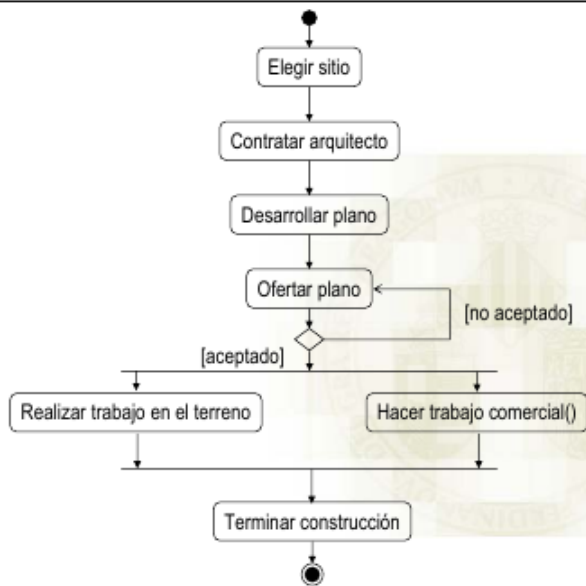 Elegir sitio
Contratar arquitecto
Desarrollar plano
Ofertar plano
[no aceptado]
[aceptado]
Realizar trabajo en el terreno
Hacer trabajo comercial()
Terminar construcción